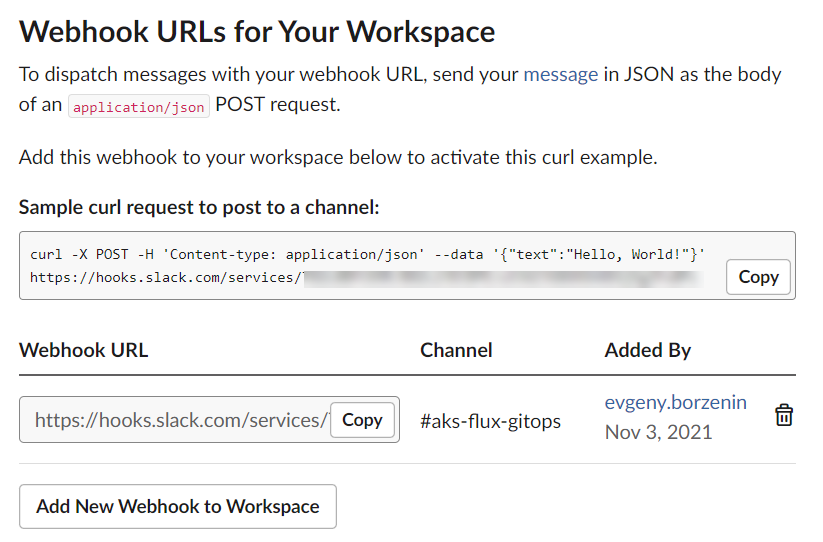 Webhook URLs for Your Workspace
To dispatch messages with your webhook URL, send your message in JSON as the body
of an application/json POST request.
Add this webhook to your workspace below to activate this curl example.
Sample curl request to post to a channel:
curl -X POST -H 'Content-type: application/json' --data '{"text":"Hello, World!"}'
https://hooks.slack.com/services/
Copy
Webhook URL Channel Added By
https://hooks.slack.com/services/ Copy #aks-flux-gitops evgeny.borzenin
Nov 3, 2021
Add New Webhook to Workspace